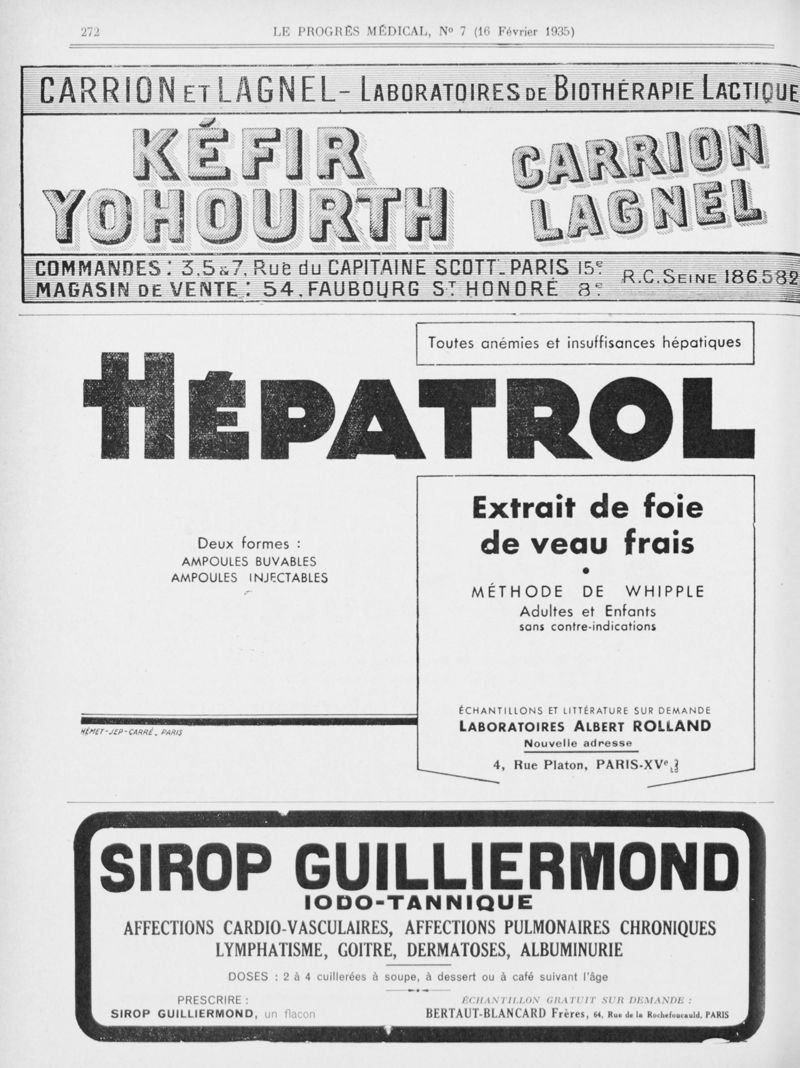 272
LE PROGRÈS MÉDICAL, No 7 (16 Février 1935)
CARRION ET LAGNEL - LABORATOIRES DE BIOTHÉRAPIE LACTIQUE
KÉFIR
YOHOURTH
CARRION
LAGNEL
COMMANDES : 3,5&7, Rue du CAPITAINE SCOTT_PARIS 15e
MAGASIN DE VENTE : 54, FAUBOURG ST HONORÉ 8e
R.C. SEINE 186.582
Toutes anémies et insuffisances hépatiques
HÉPATROL
Deux formes :
AMPOULES BUVABLES
AMPOULES INJECTABLES
Extrait de foie
de veau frais
•
MÉTHODE DE WHIPPLE
Adultes et Enfants
sans contre-indications
ÉCHANTILLONS ET LITTÉRATURE SUR DEMANDE
LABORATOIRES ALBERT ROLLAND
Nouvelle adresse
4, Rue Platon, PARIS-XVe
HÉMET-JEP-CARRÉ_ PARIS
SIROP GUILLIERMOND
IODO-TANNIQUE
AFFECTIONS CARDIO-VASCULAIRES, AFFECTIONS PULMONAIRES CHRONIQUES
LYMPHATISME, GOITRE, DERMATOSES, ALBUMINURIE
DOSES : 2 à 4 cuillerées à soupe, à dessert ou à café suivant l'âge
PRESCRIRE :
SIROP GUILLIERMOND, un flacon
ÉCHANTILLON GRATUIT SUR DEMANDE :
BERTAUT-BLANCARD Frères, 64, Rue de la Rochefoucauld, PARIS